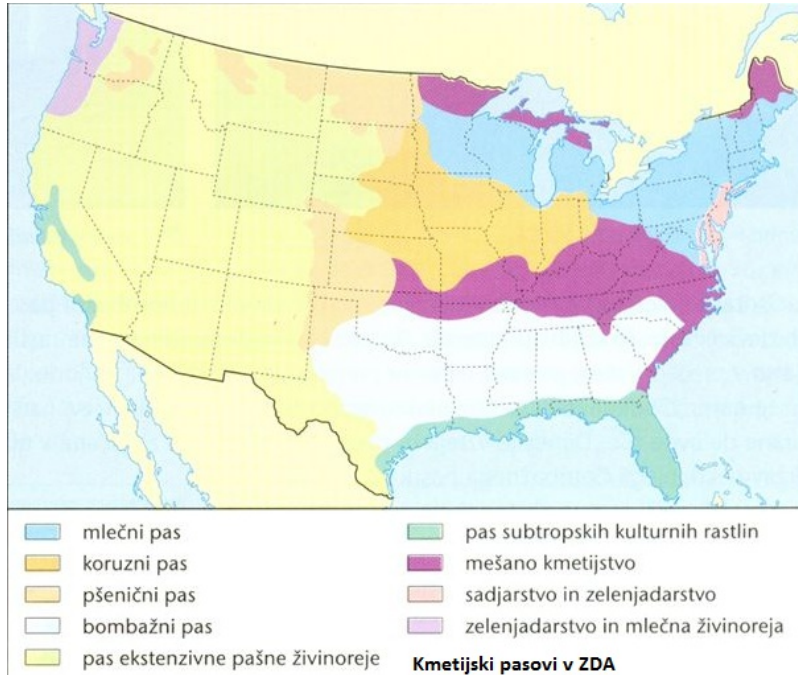 mlečni pas
koruzni pas
pšenični pas
bombažni pas
pas ekstenzivne pašne živinoreje
pas subtropskih kulturnih rastlin
mešano kmetijstvo
sadjarstvo in zelenjadarstvo
zelenjadarstvo in mlečna živinoreja
Kmetijski pasovi v ZDA